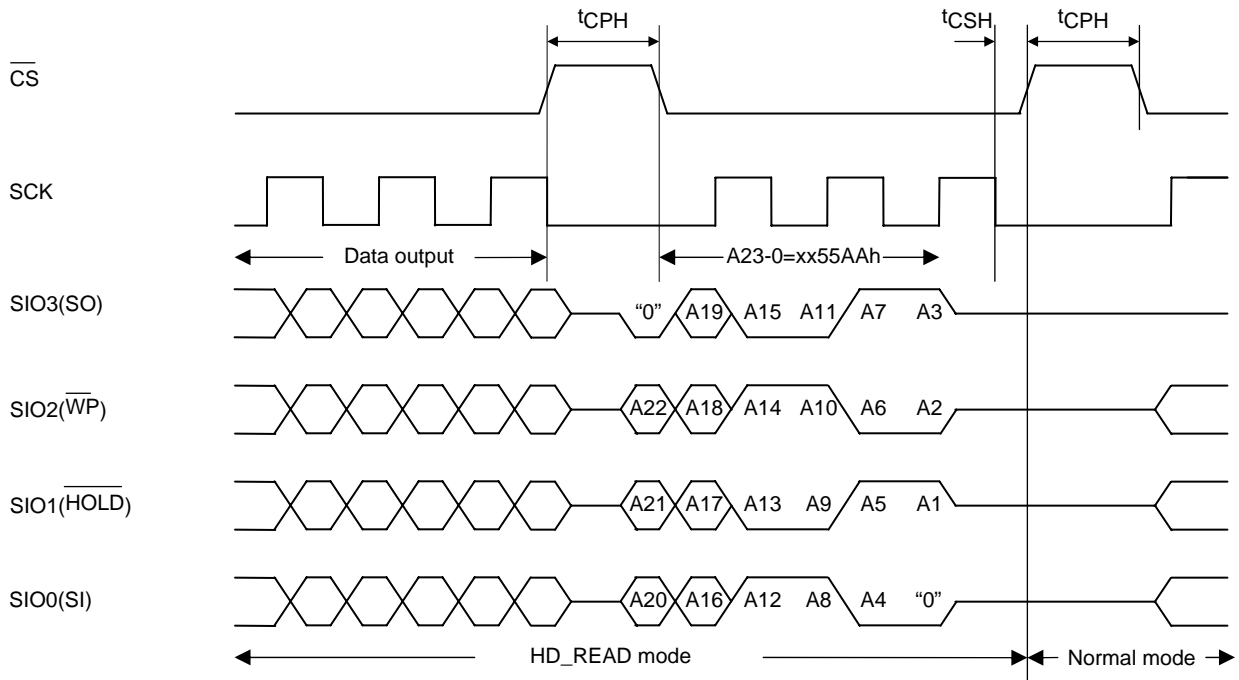 tCPH tCSH tCPH
CS
SCK
Data output A23-0=xx55AAh
SIO3(SO) “0” A19 A15 A11 A7 A3
SIO2(WP) A22 A18 A14 A10 A6 A2
SIO1(HOLD) A21 A17 A13 A9 A5 A1
SIO0(SI) A20 A16 A12 A8 A4 “0”
HD_READ mode Normal mode